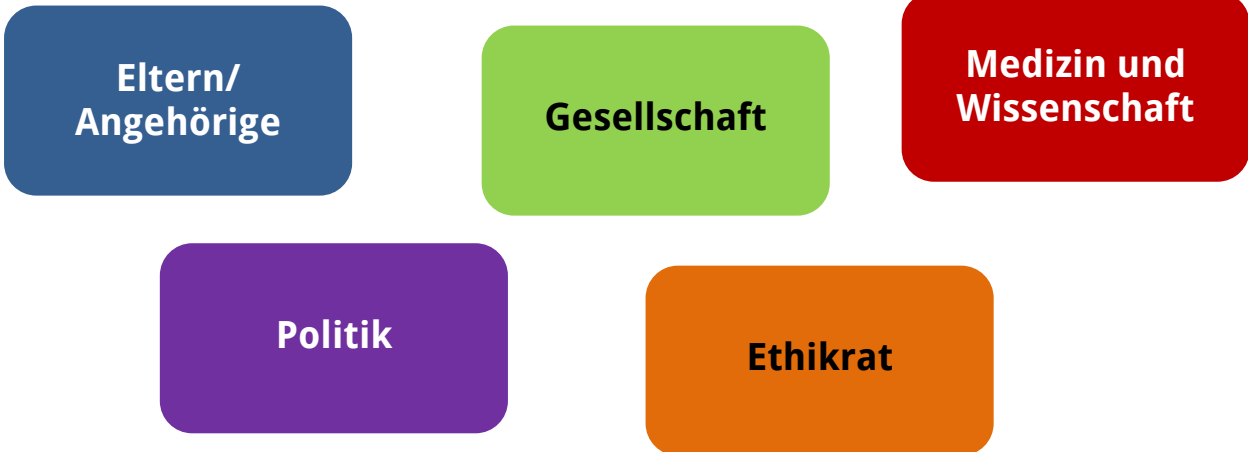 Eltern/
Angehörige
Gesellschaft
Medizin und
Wissenschaft
Politik
Ethikrat